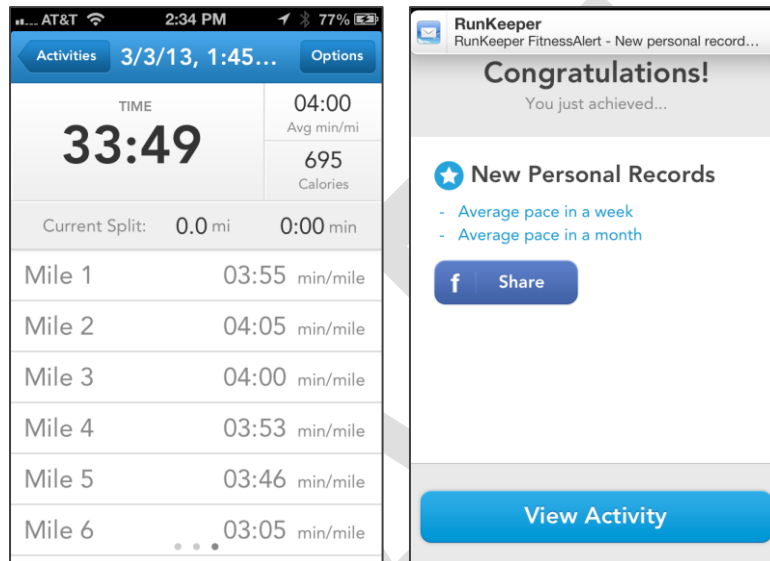 AT&T 2:34 PM 77%
Activities 3/3/13, 1:45... Options
TIME
33:49
04:00
Avg min/mi
695
Calories
Current Split: 0.0 mi 0:00 min
Mile 1 03:55 min/mile
Mile 2 04:05 min/mile
Mile 3 04:00 min/mile
Mile 4 03:53 min/mile
Mile 5 03:46 min/mile
Mile 6 03:05 min/mile
RunKeeper
RunKeeper FitnessAlert - New personal record...
Congratulations!
You just achieved...
New Personal Records
- Average pace in a week
- Average pace in a month
f Share
View Activity